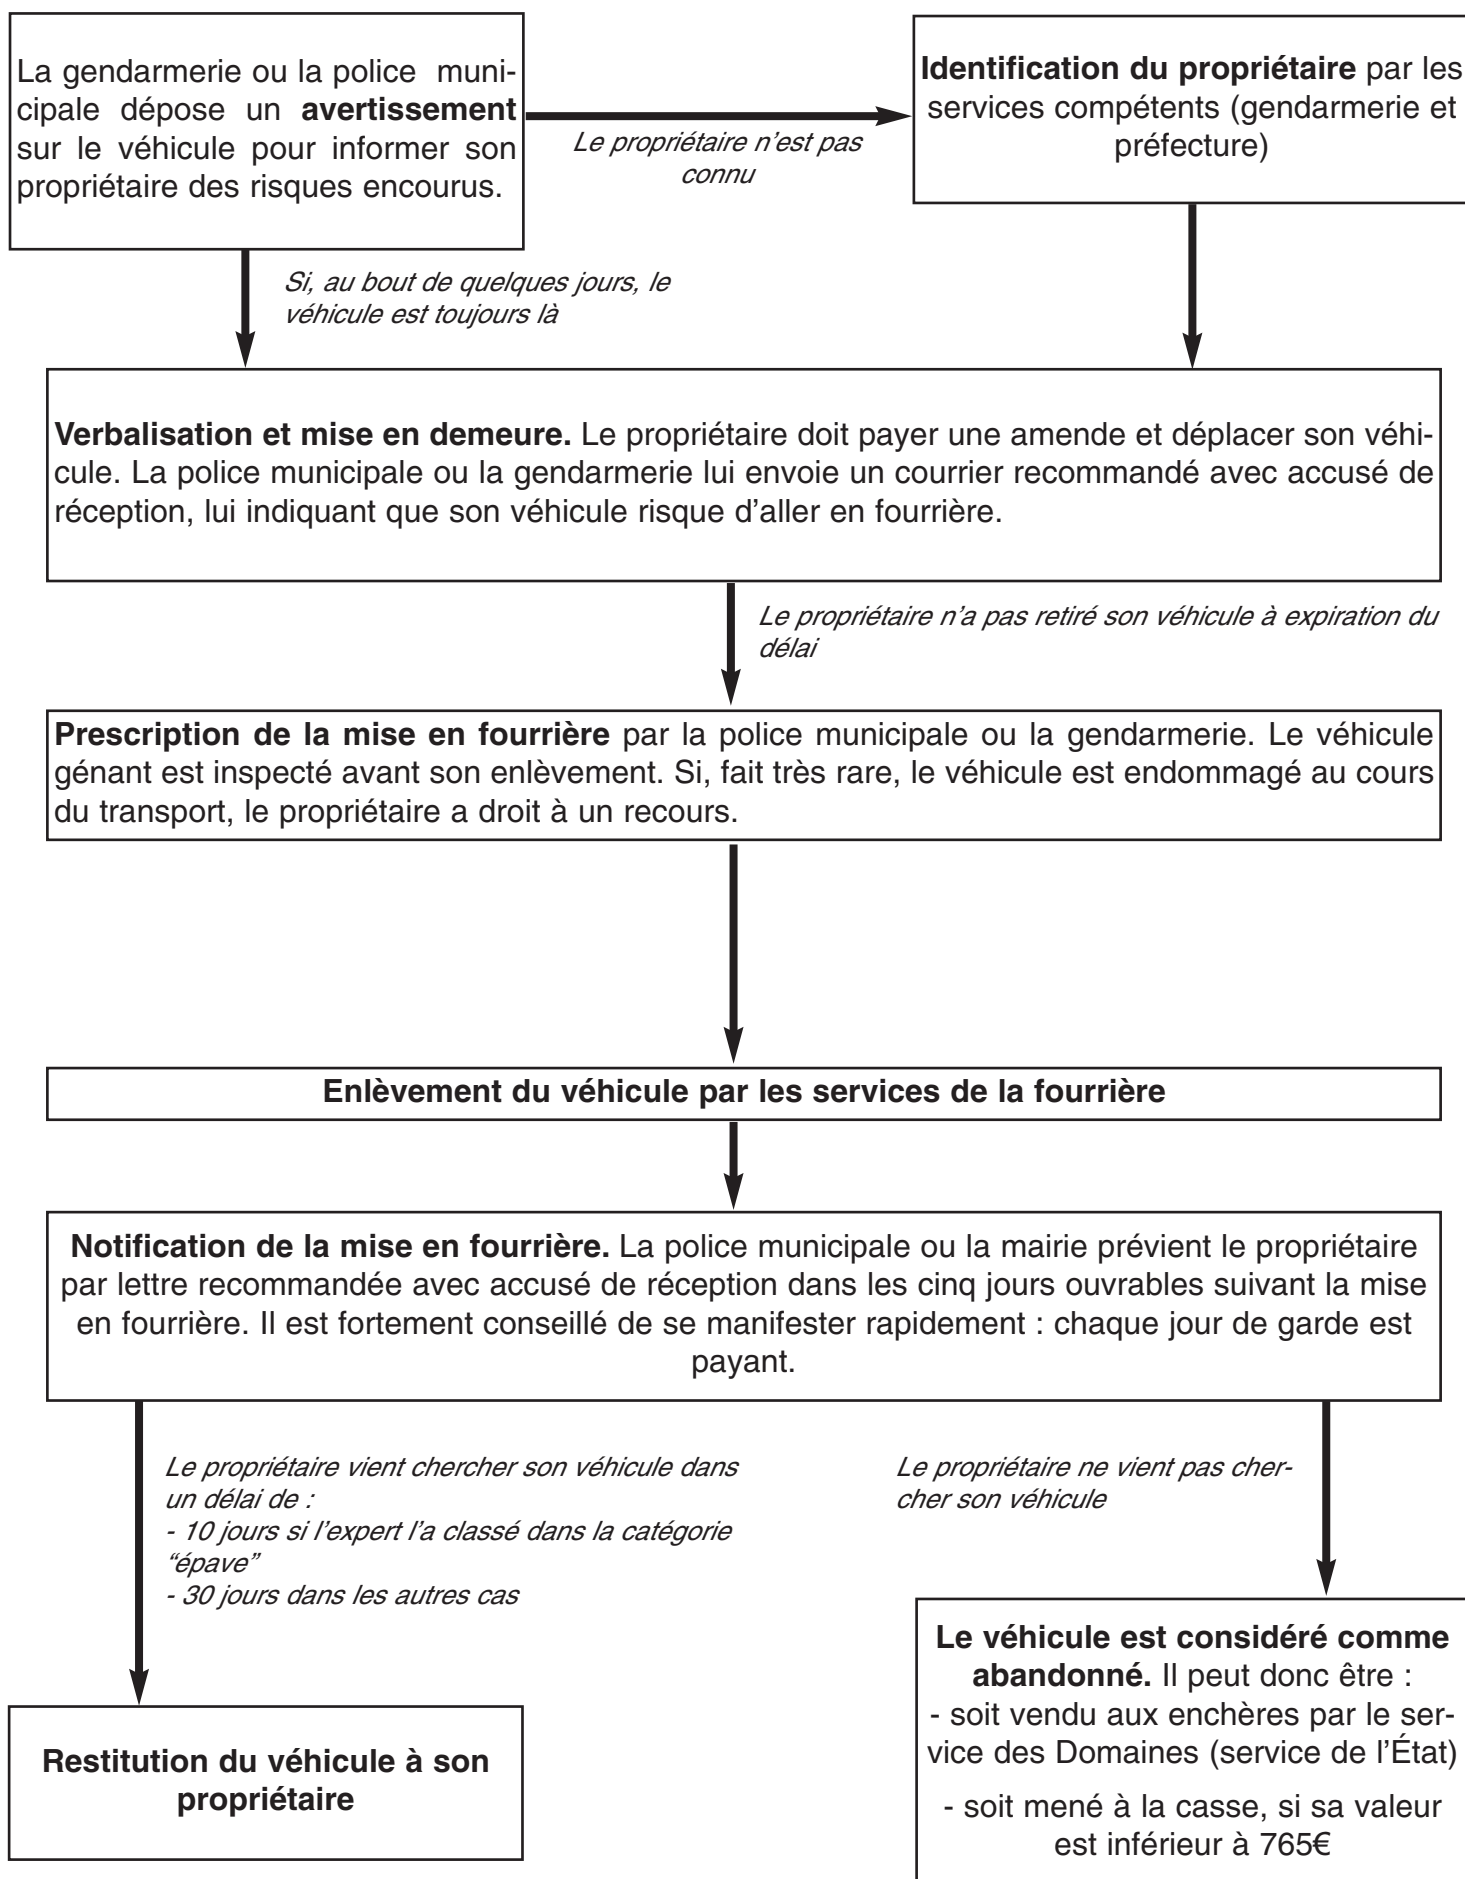 La gendarmerie ou la police muni-
cipale dépose un avertissement
sur le véhicule pour informer son
propriétaire des risques encourus.
Le propriétaire n'est pas
connu
Identification du propriétaire par les
services compétents (gendarmerie et
préfecture)
Si, au bout de quelques jours, le
véhicule est toujours là
Verbalisation et mise en demeure. Le propriétaire doit payer une amende et déplacer son véhi-
cule. La police municipale ou la gendarmerie lui envoie un courrier recommandé avec accusé de
réception, lui indiquant que son véhicule risque d'aller en fourrière.
Le propriétaire n'a pas retiré son véhicule à expiration du
délai
Prescription de la mise en fourrière par la police municipale ou la gendarmerie. Le véhicule
génant est inspecté avant son enlèvement. Si, fait très rare, le véhicule est endommagé au cours
du transport, le propriétaire a droit à un recours.
Enlèvement du véhicule par les services de la fourrière
Notification de la mise en fourrière. La police municipale ou la mairie prévient le propriétaire
par lettre recommandée avec accusé de réception dans les cinq jours ouvrables suivant la mise
en fourrière. Il est fortement conseillé de se manifester rapidement : chaque jour de garde est
payant.
Le propriétaire vient chercher son véhicule dans
un délai de :
- 10 jours si l'expert l'a classé dans la catégorie
“épave”
- 30 jours dans les autres cas
Le propriétaire ne vient pas cher-
cher son véhicule
Restitution du véhicule à son
propriétaire
Le véhicule est considéré comme
abandonné. Il peut donc être :
- soit vendu aux enchères par le ser-
vice des Domaines (service de l'État)
- soit mené à la casse, si sa valeur
est inférieur à 765€